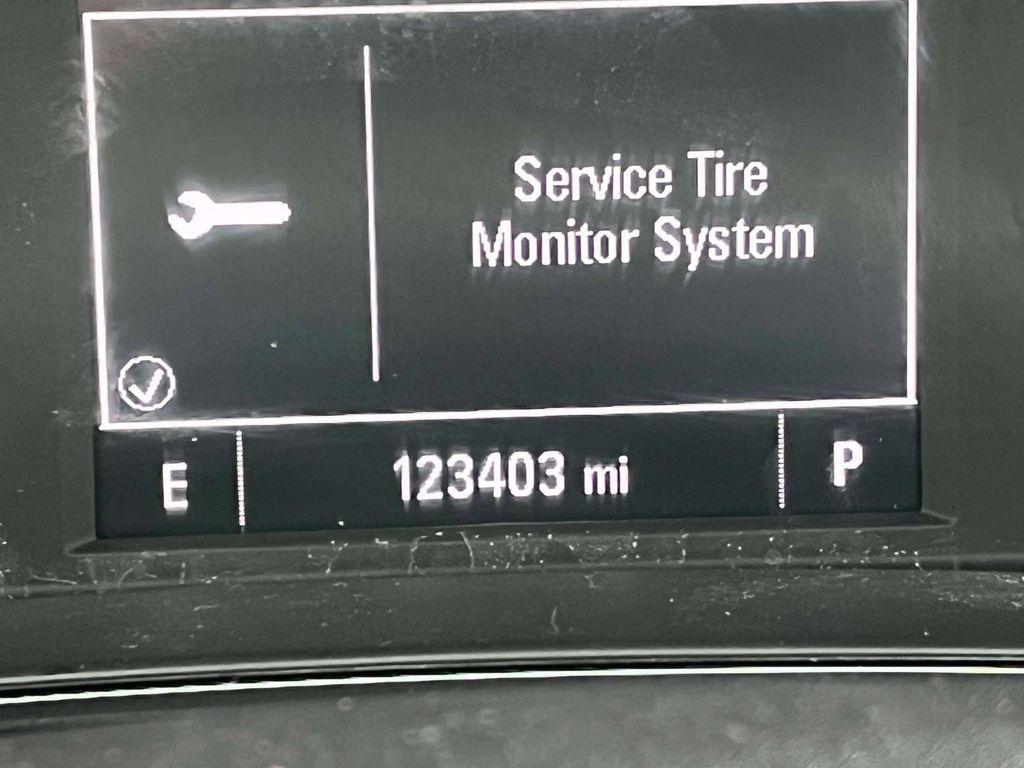 Service Tire
Monitor System
E
123403 mi
P